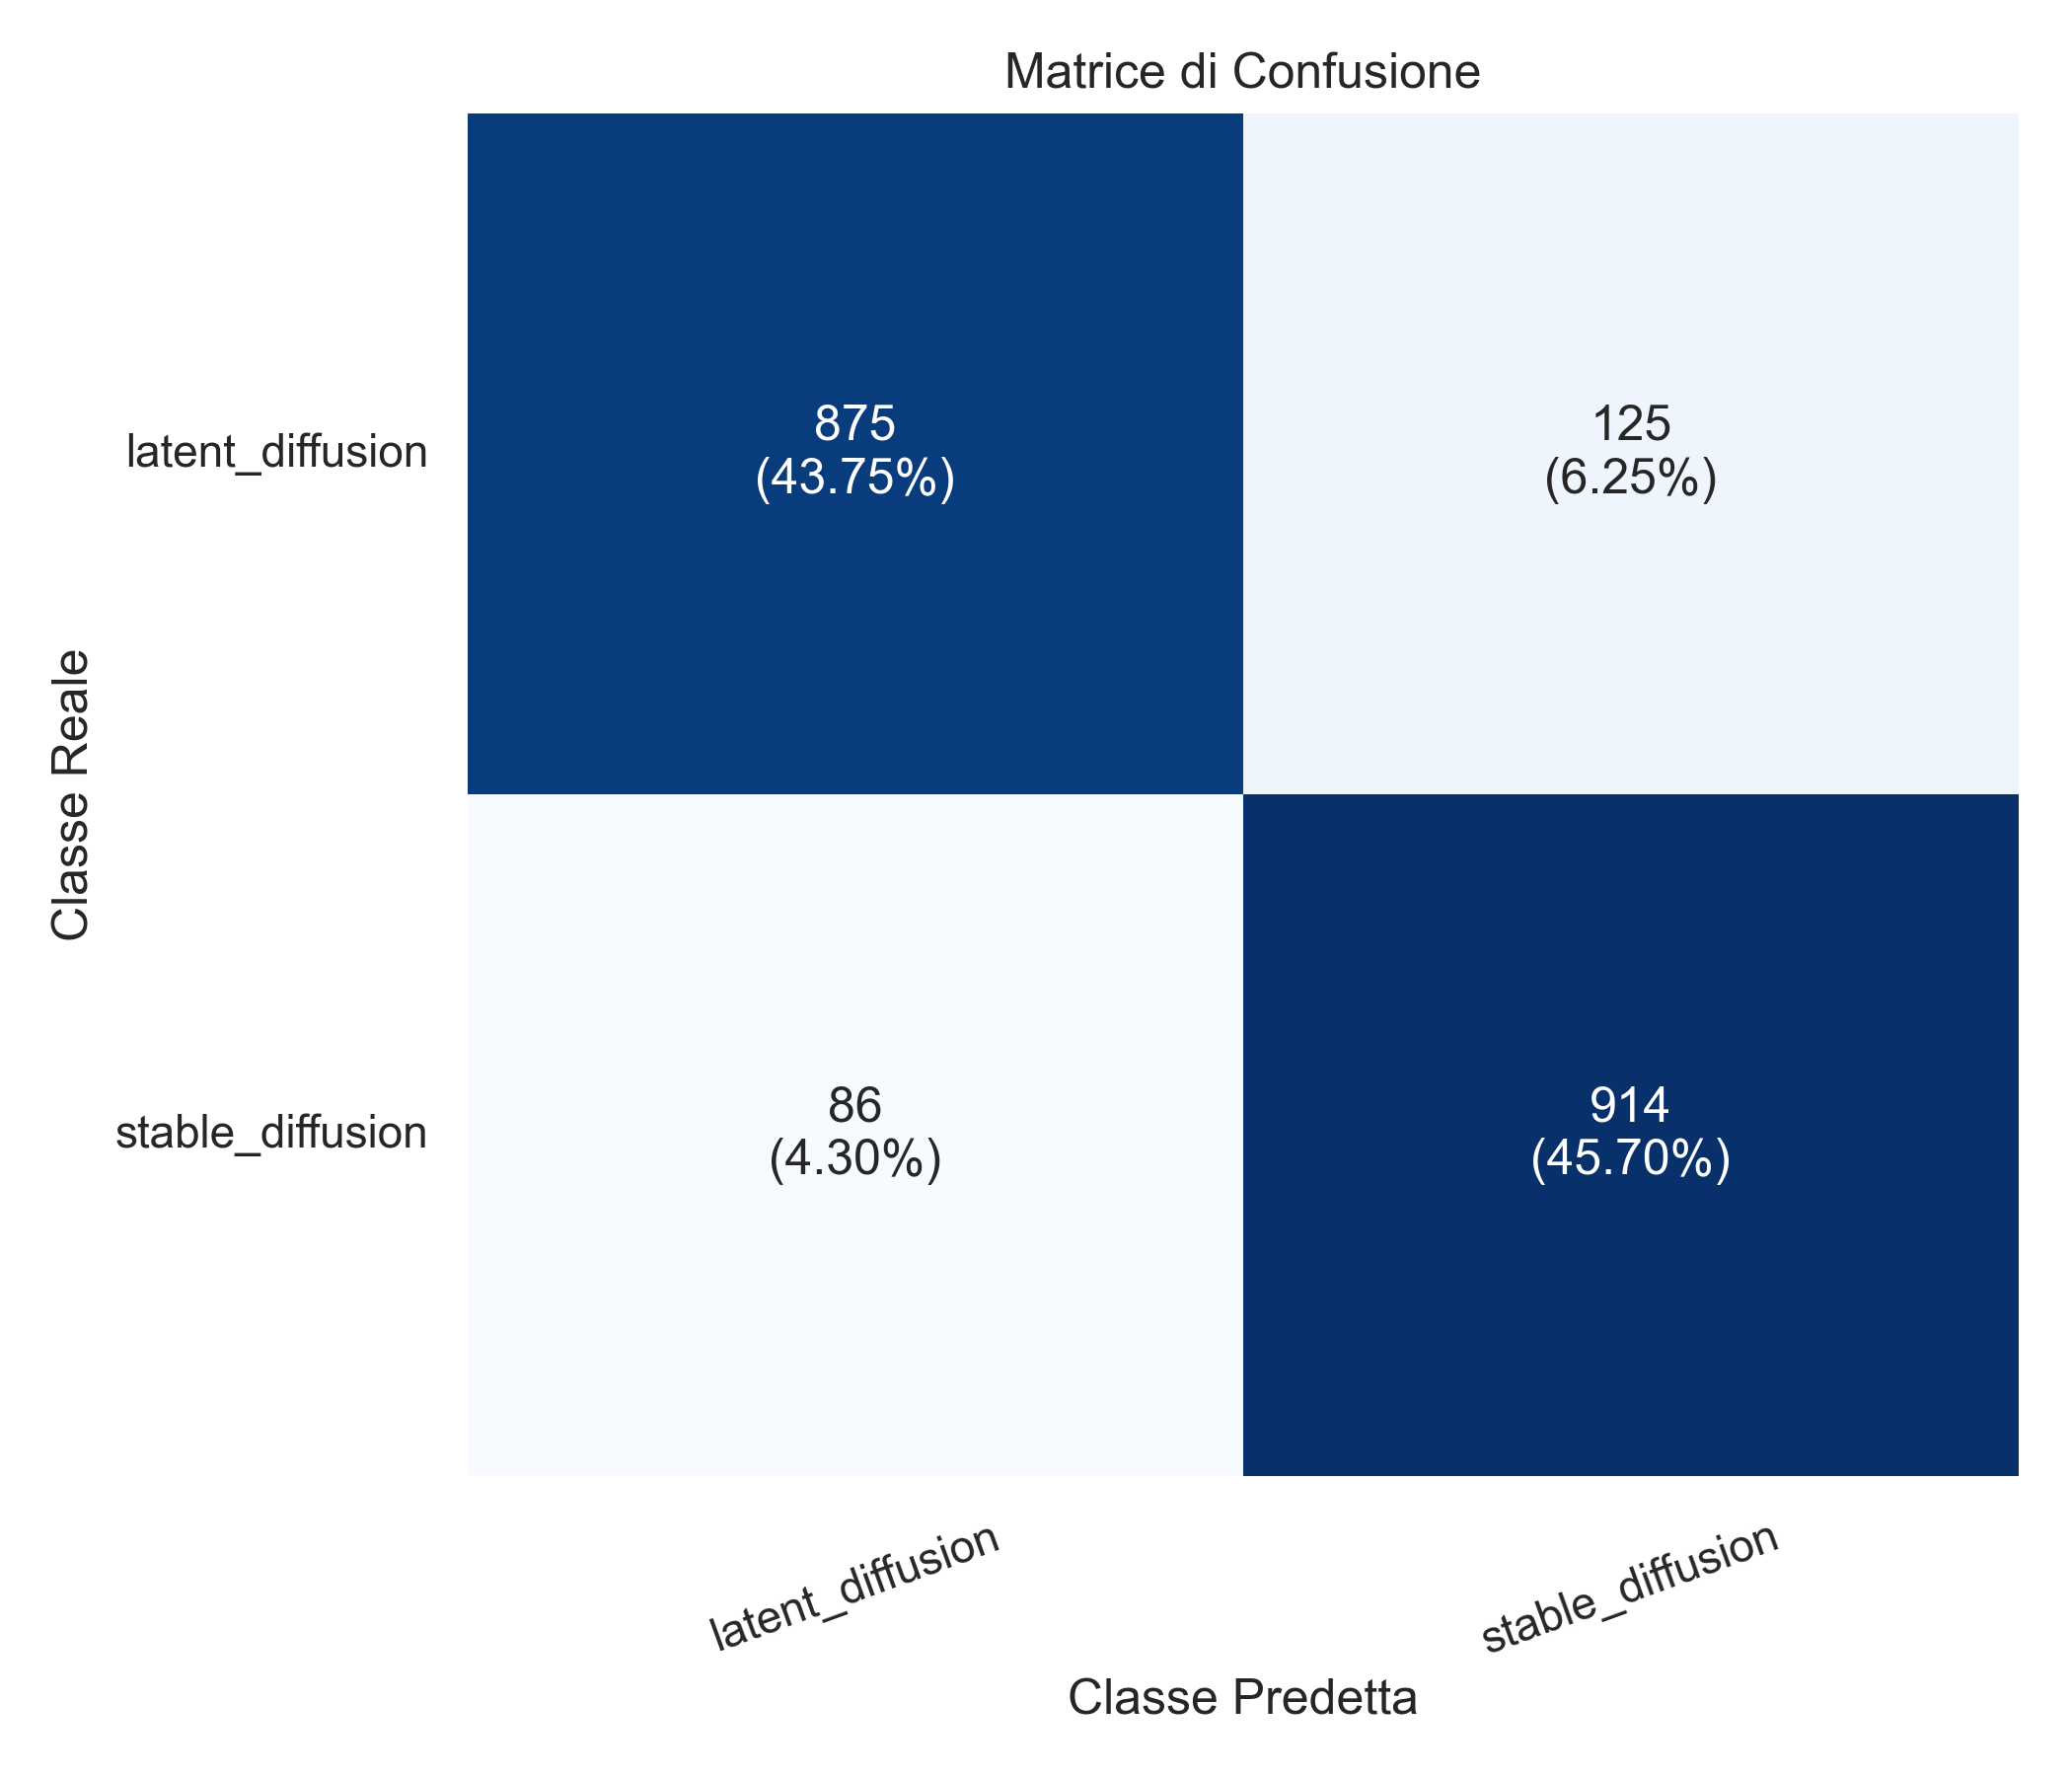 Matrice di Confusione
Classe Reale
latent_diffusion
875
(43.75%)
125
(6.25%)
stable_diffusion
86
(4.30%)
914
(45.70%)
latent_diffusion
stable_diffusion
Classe Predetta